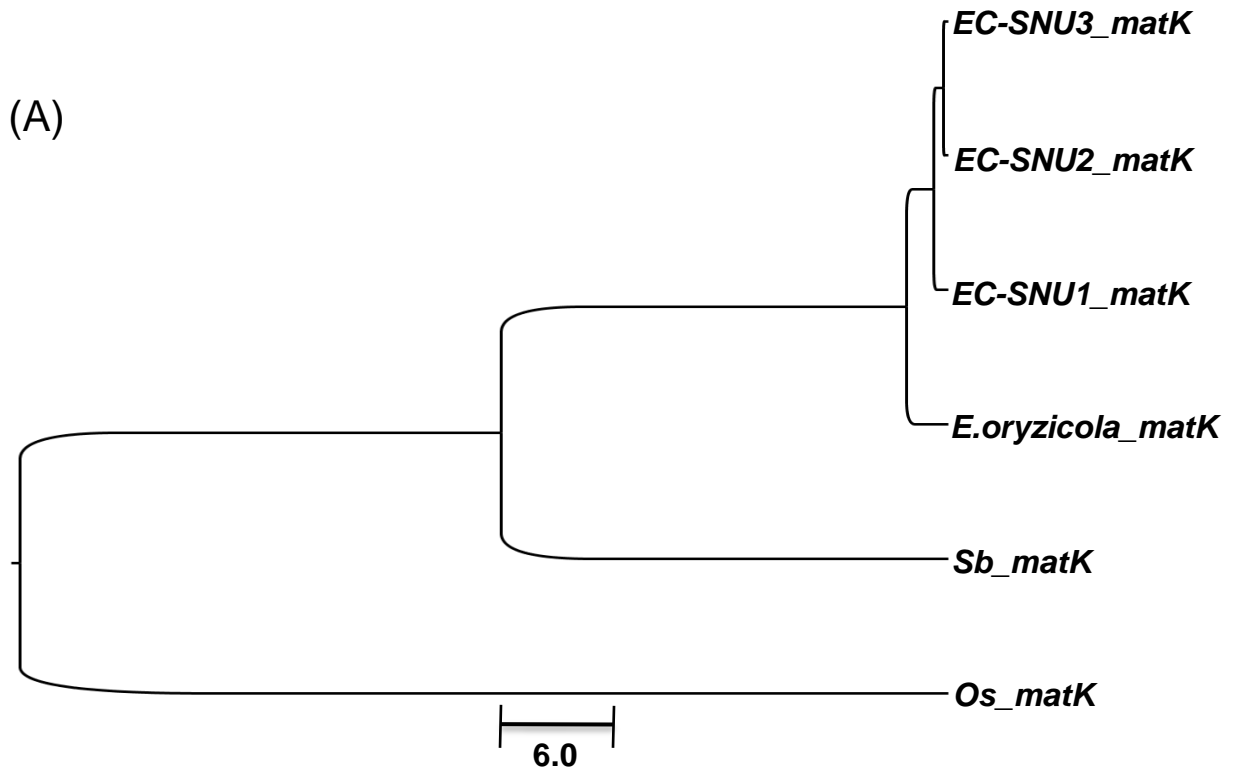 EC-SNU3_matK
(A)
EC-SNU2_matK
EC-SNU1_matK
E.oryzicola_matK
Sb_matK
Os_matK
6.0